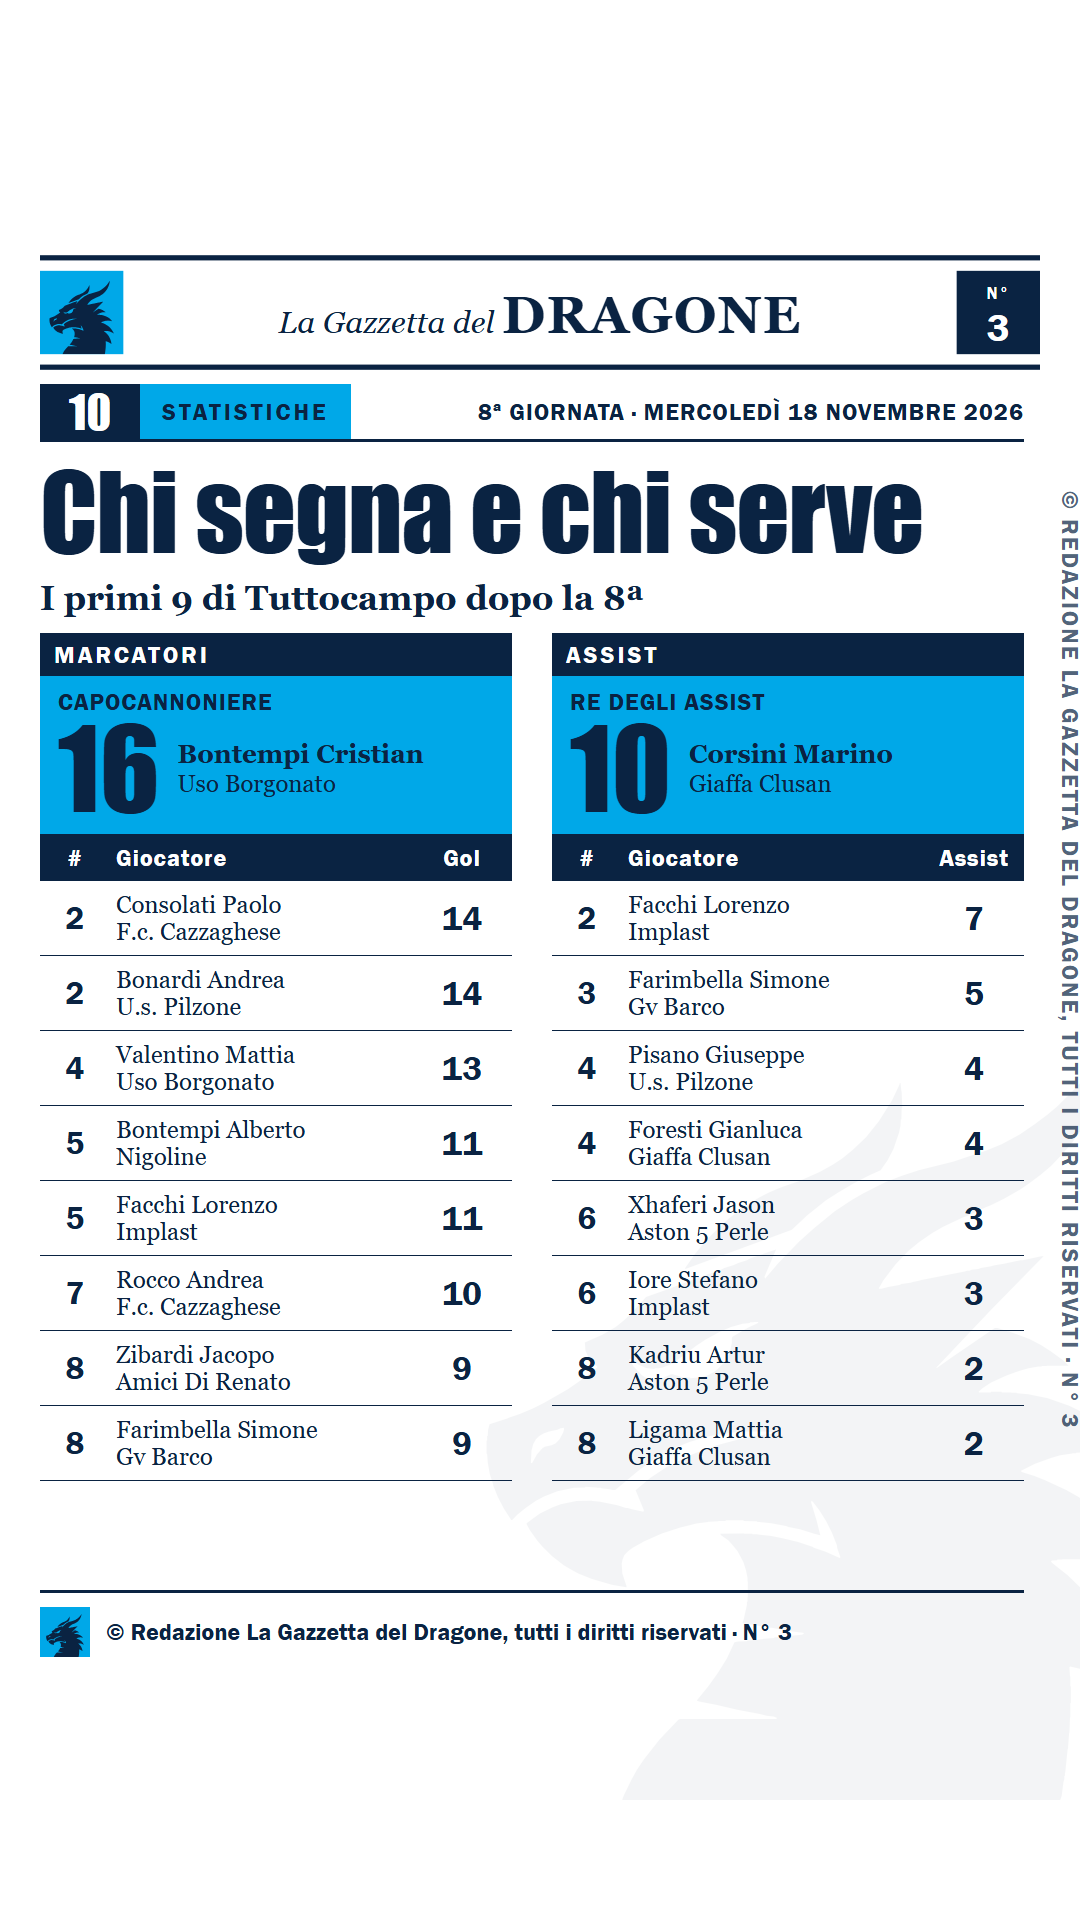 La Gazzetta del DRAGONE
N°
3
10
STATISTICHE
8ª GIORNATA · MERCOLEDÌ 18 NOVEMBRE 2026
Chi segna e chi serve
I primi 9 di Tuttocampo dopo la 8ª
MARCATORI
CAPOCANNONIERE
16
Bontempi Cristian
Uso Borgonato
# Giocatore Gol
2 Consolati Paolo 14
F.c. Cazzaghese
2 Bonardi Andrea 14
U.s. Pilzone
4 Valentino Mattia 13
Uso Borgonato
5 Bontempi Alberto 11
Nigoline
5 Facchi Lorenzo 11
Implast
7 Rocco Andrea 10
F.c. Cazzaghese
8 Zibardi Jacopo 9
Amici Di Renato
8 Farimbella Simone 9
Gv Barco
ASSIST
RE DEGLI ASSIST
10
Corsini Marino
Giaffa Clusan
# Giocatore Assist
2 Facchi Lorenzo 7
Implast
3 Farimbella Simone 5
Gv Barco
4 Pisano Giuseppe 4
U.s. Pilzone
4 Foresti Gianluca 4
Giaffa Clusan
6 Xhaferi Jason 3
Aston 5 Perle
6 Iore Stefano 3
Implast
8 Kadriu Artur 2
Aston 5 Perle
8 Ligama Mattia 2
Giaffa Clusan
© REDAZIONE LA GAZZETTA DEL DRAGONE, TUTTI I DIRITTI RISERVATI · N° 3
© Redazione La Gazzetta del Dragone, tutti i diritti riservati · N° 3